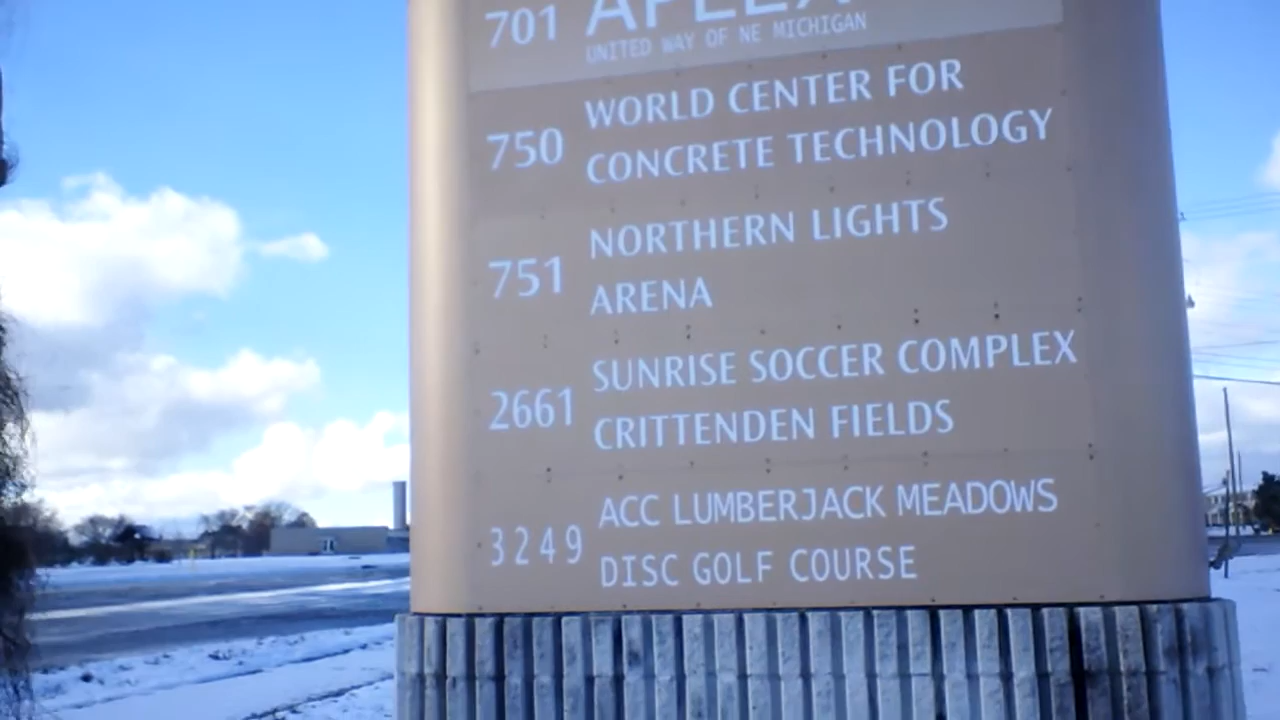 701 APLEX
UNITED WAY OF NE MICHIGAN
750 WORLD CENTER FOR
CONCRETE TECHNOLOGY
751 NORTHERN LIGHTS
ARENA
2661 SUNRISE SOCCER COMPLEX
CRITTENDEN FIELDS
3249 ACC LUMBERJACK MEADOWS
DISC GOLF COURSE